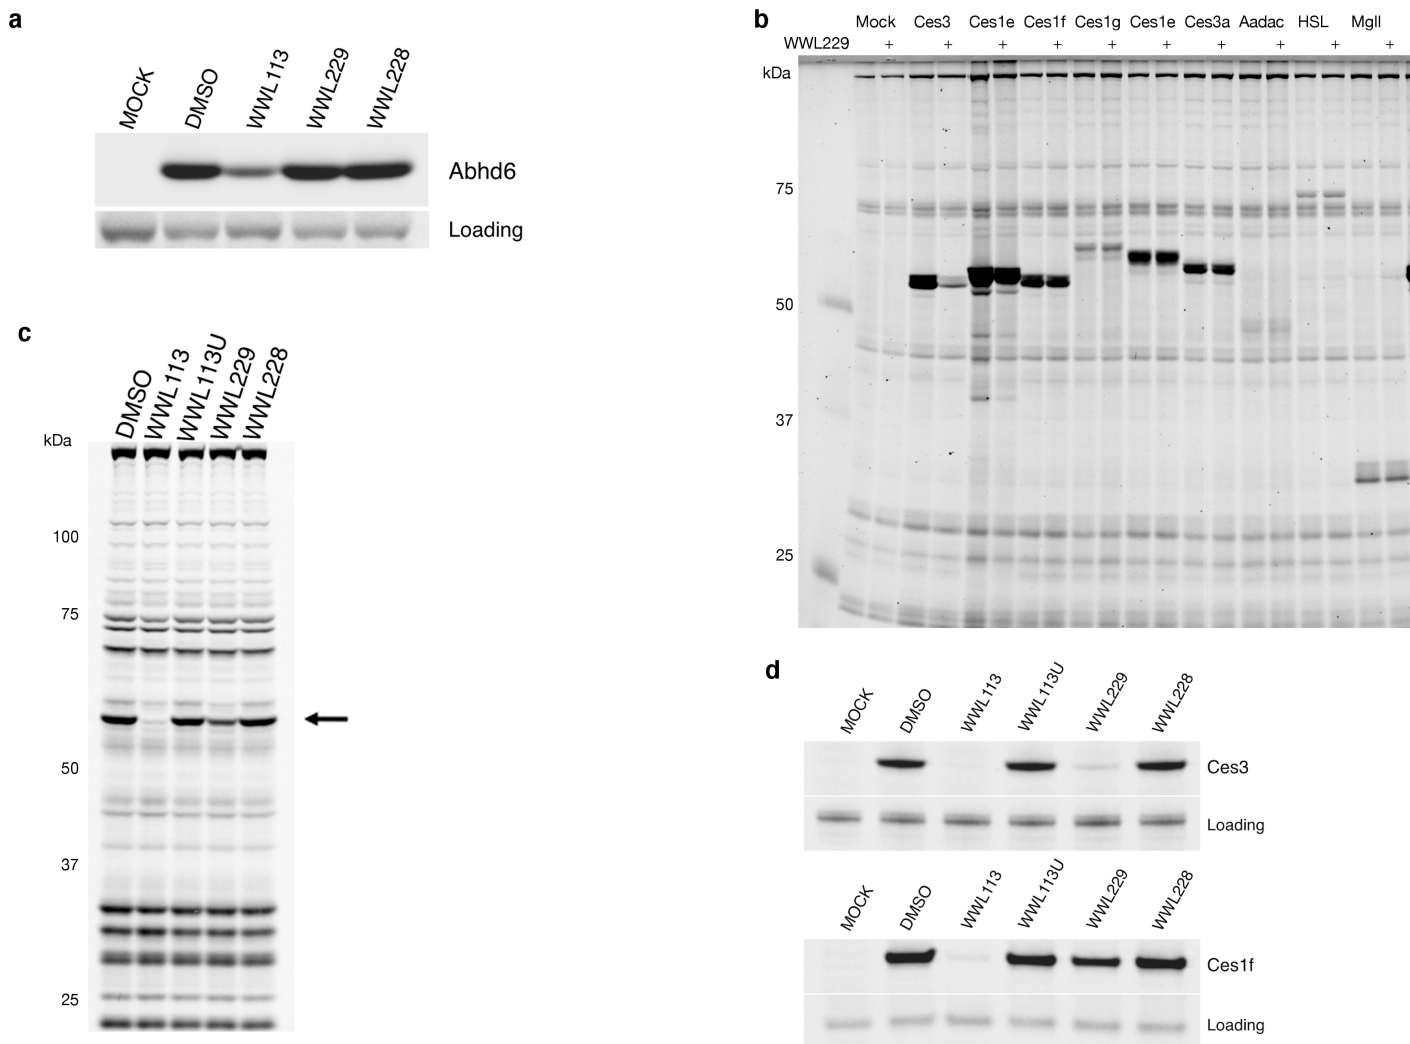 a
MOCK
DMSO
WWL113
WWL229
WWL228
Abhd6
Loading
b
Mock Ces3 Ces1e Ces1f Ces1g Ces1e Ces3a Aadac HSL Mgll
WWL229 + + + + + + + + + +
kDa
75
50
37
25
c
DMSO
WWL113
WWL113U
WWL229
WWL228
kDa
100
75
50
37
25
d
MOCK
DMSO
WWL113
WWL113U
WWL229
WWL228
Ces3
Loading
MOCK
DMSO
WWL113
WWL113U
WWL229
WWL228
Ces1f
Loading